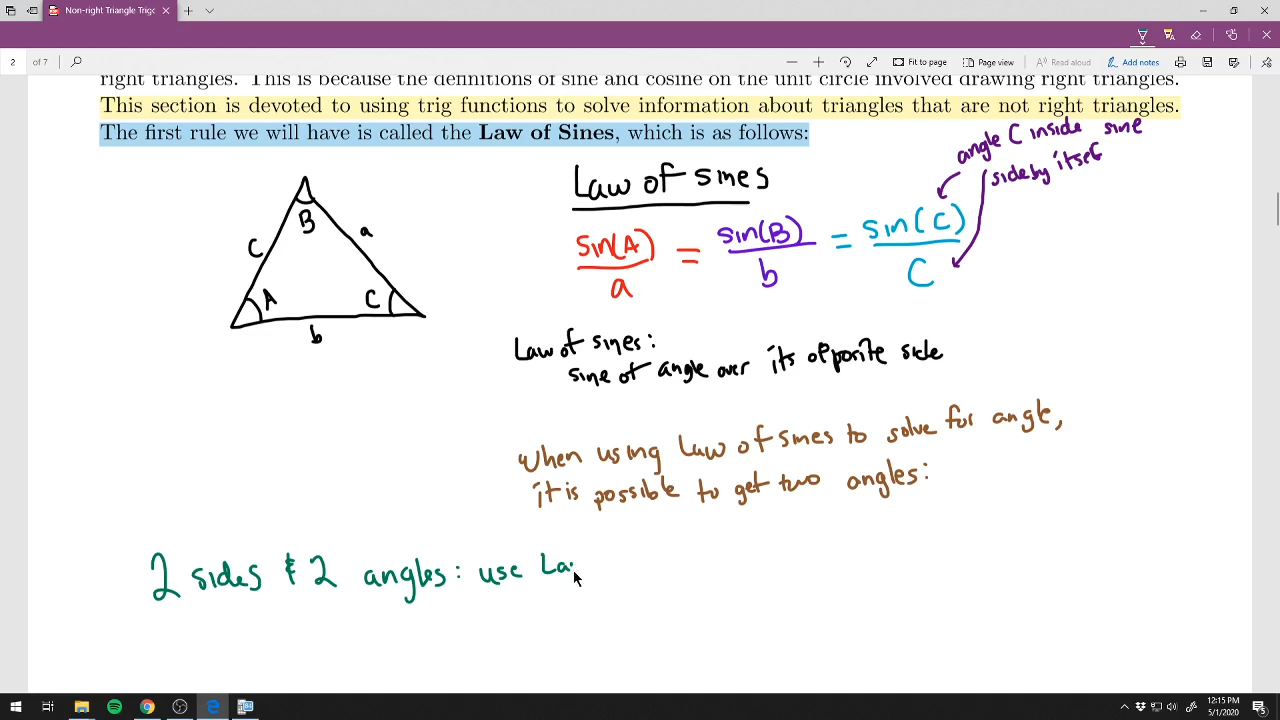 Non-right Triangle Trig
2 of 7
Fit to page
Page view
Read aloud
Add notes
right triangles. This is because the definitions of sine and cosine on the unit circle involved drawing right triangles.
This section is devoted to using trig functions to solve information about triangles that are not right triangles.
The first rule we will have is called the Law of Sines, which is as follows:
angle C inside sine
side by itself
Law of sines
sin(A)/a = sin(B)/b = sin(C)/C
B
C
a
A
C
b
Law of sines:
sine of angle over its opposite side
When using Law of sines to solve for angle,
it is possible to get two angles:
2 sides & 2 angles: use La
12:15 PM
5/1/2020